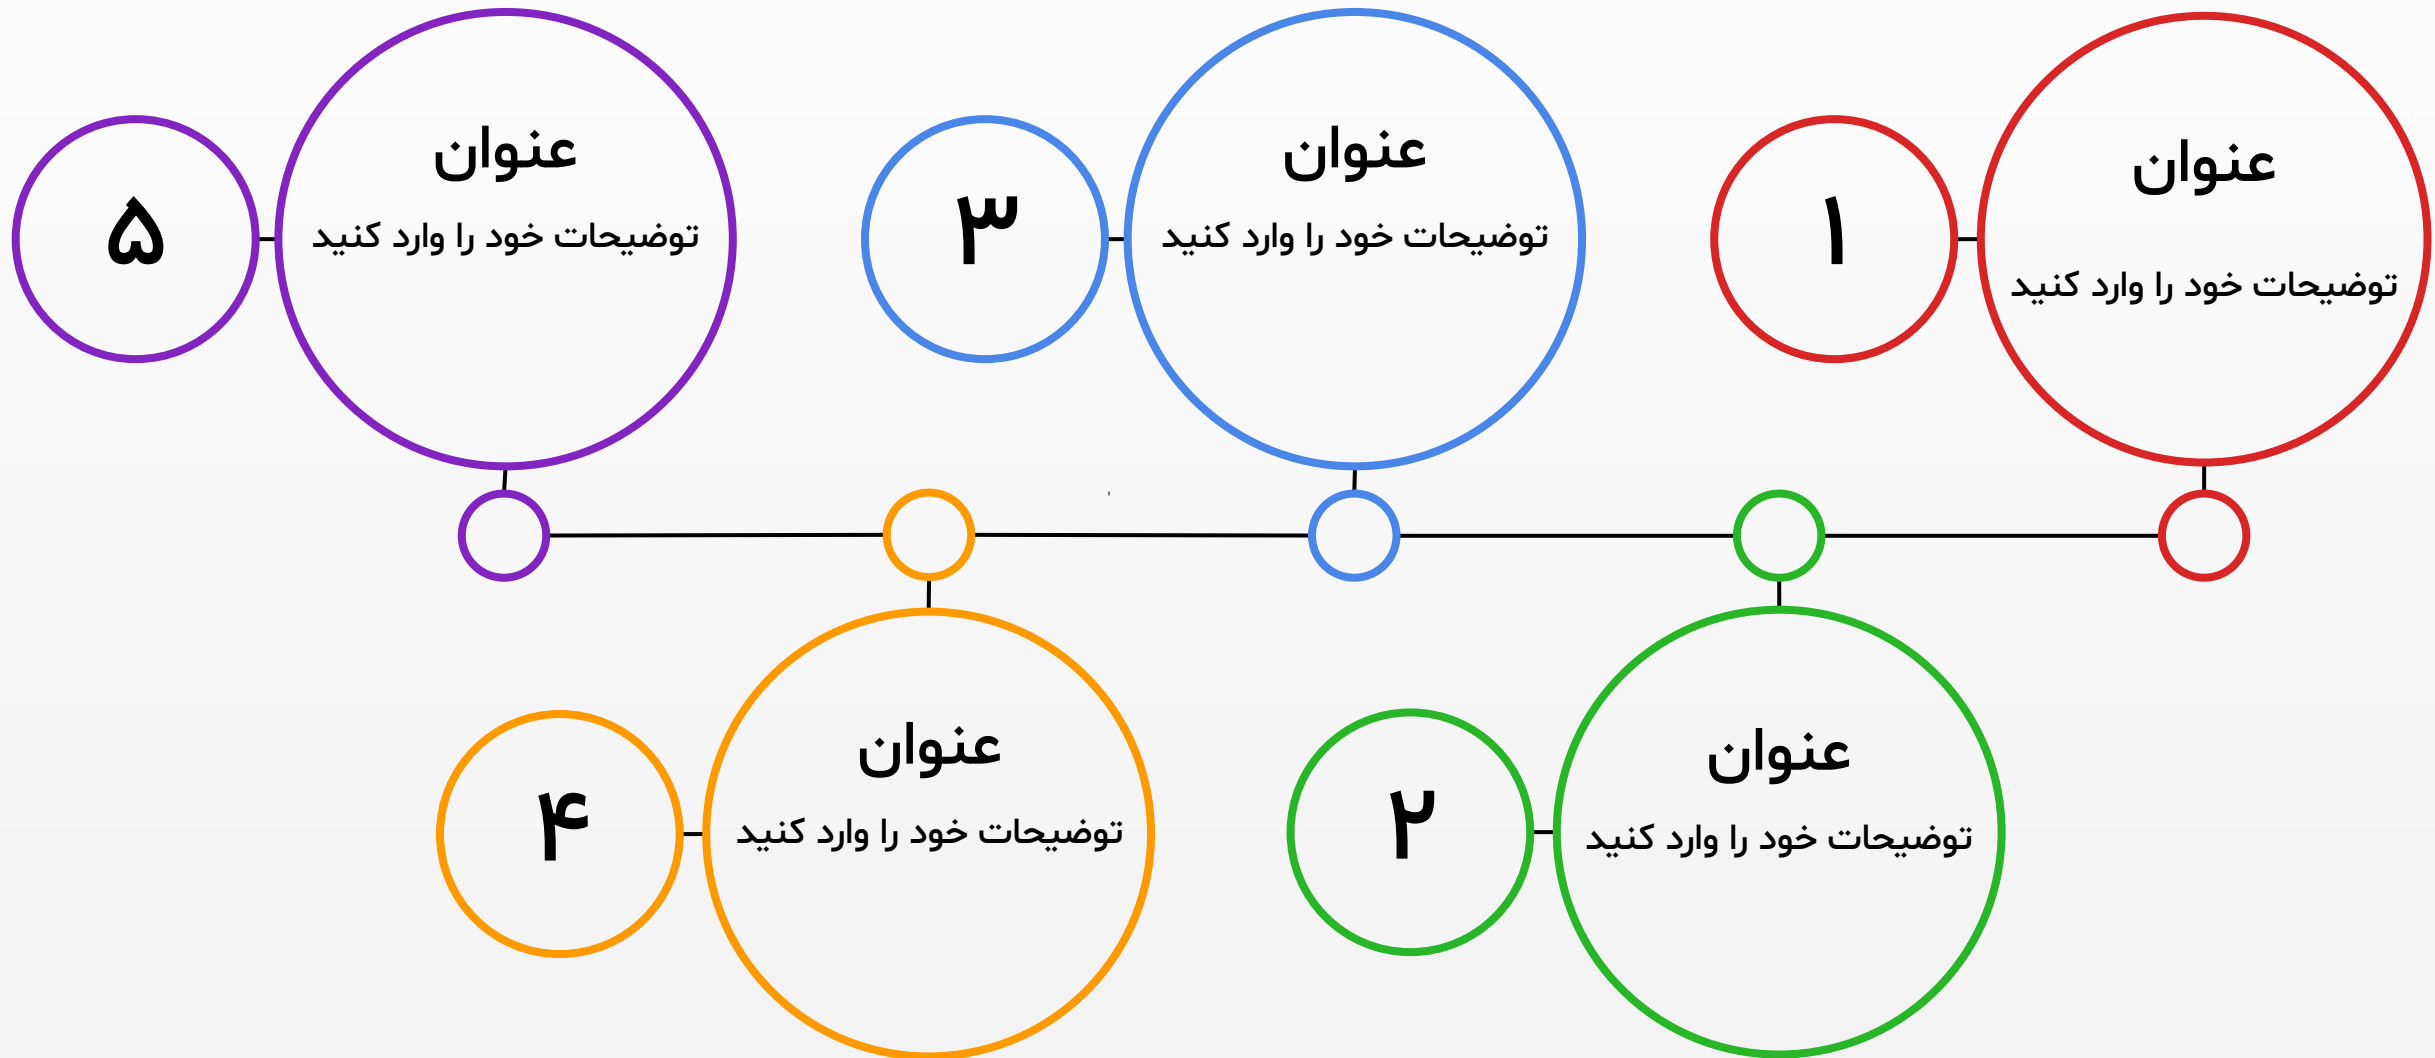 ۱
عنوان
توضیحات خود را وارد کنید
۲
عنوان
توضیحات خود را وارد کنید
۳
عنوان
توضیحات خود را وارد کنید
۴
عنوان
توضیحات خود را وارد کنید
۵
عنوان
توضیحات خود را وارد کنید